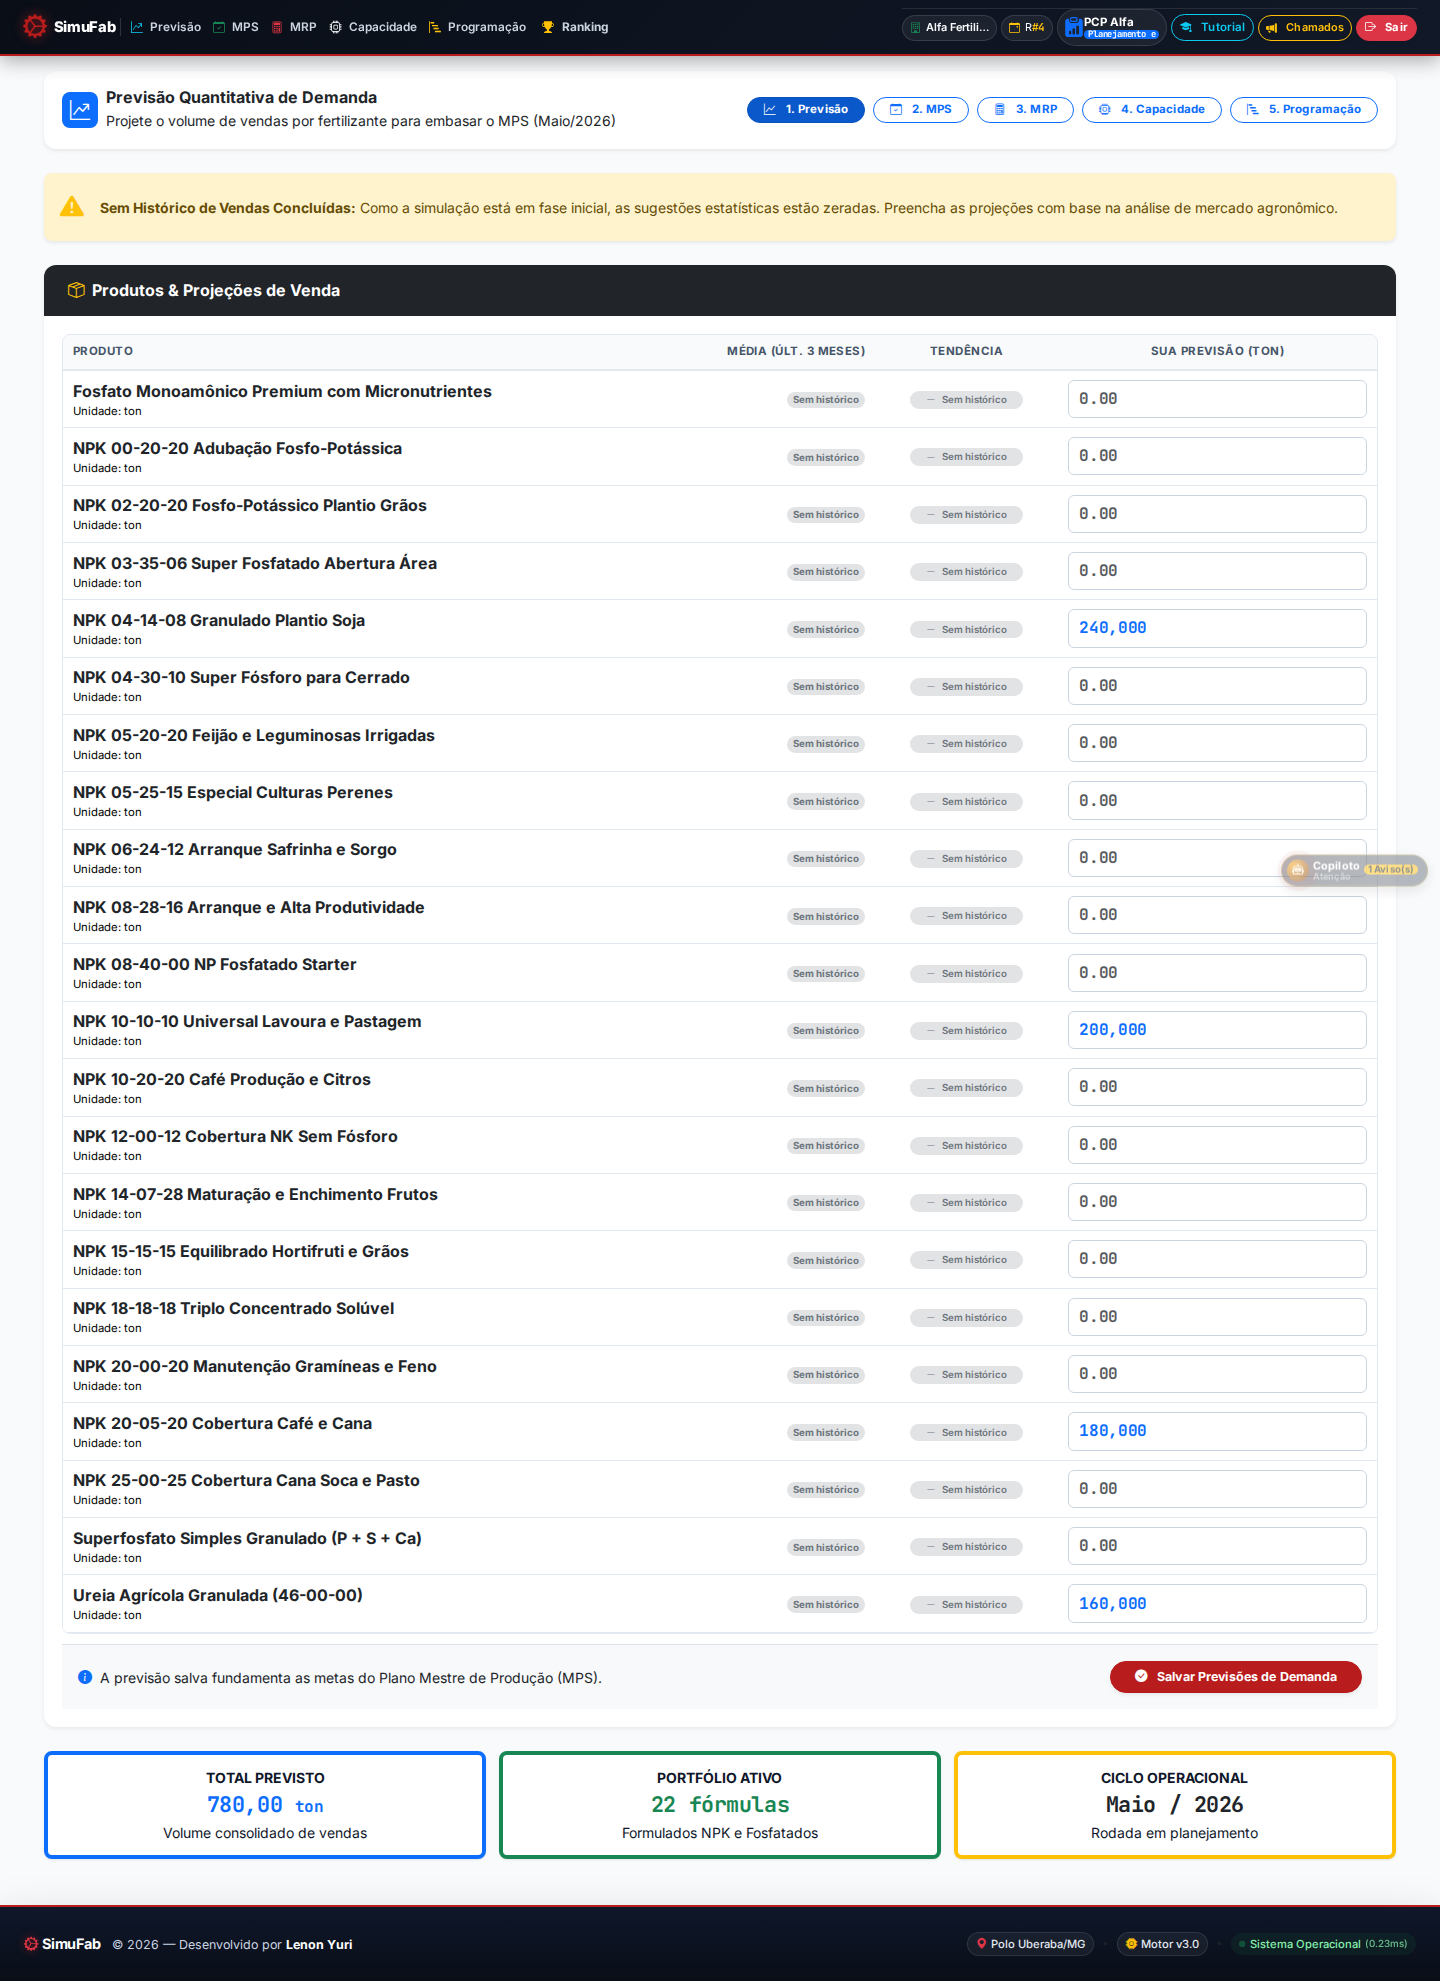 SimuFab
Previsão
MPS
MRP
Capacidade
Programação
Ranking
Alfa Fertili...
R#4
PCP Alfa
Planejamento e
Tutorial
Chamados
Sair
Previsão Quantitativa de Demanda
Projete o volume de vendas por fertilizante para embasar o MPS (Maio/2026)
1. Previsão
2. MPS
3. MRP
4. Capacidade
5. Programação
Sem Histórico de Vendas Concluídas: Como a simulação está em fase inicial, as sugestões estatísticas estão zeradas. Preencha as projeções com base na análise de mercado agronômico.
Produtos & Projeções de Venda
PRODUTO MÉDIA (ÚLT. 3 MESES) TENDÊNCIA SUA PREVISÃO (TON)
Fosfato Monoamônico Premium com Micronutrientes
Unidade: ton
Sem histórico — Sem histórico 0.00
NPK 00-20-20 Adubação Fosfo-Potássica
Unidade: ton
Sem histórico — Sem histórico 0.00
NPK 02-20-20 Fosfo-Potássico Plantio Grãos
Unidade: ton
Sem histórico — Sem histórico 0.00
NPK 03-35-06 Super Fosfatado Abertura Área
Unidade: ton
Sem histórico — Sem histórico 0.00
NPK 04-14-08 Granulado Plantio Soja
Unidade: ton
Sem histórico — Sem histórico 240,000
NPK 04-30-10 Super Fósforo para Cerrado
Unidade: ton
Sem histórico — Sem histórico 0.00
NPK 05-20-20 Feijão e Leguminosas Irrigadas
Unidade: ton
Sem histórico — Sem histórico 0.00
NPK 05-25-15 Especial Culturas Perenes
Unidade: ton
Sem histórico — Sem histórico 0.00
NPK 06-24-12 Arranque Safrinha e Sorgo
Unidade: ton
Sem histórico — Sem histórico 0.00
Copiloto
Atenção
1 Aviso(s)
NPK 08-28-16 Arranque e Alta Produtividade
Unidade: ton
Sem histórico — Sem histórico 0.00
NPK 08-40-00 NP Fosfatado Starter
Unidade: ton
Sem histórico — Sem histórico 0.00
NPK 10-10-10 Universal Lavoura e Pastagem
Unidade: ton
Sem histórico — Sem histórico 200,000
NPK 10-20-20 Café Produção e Citros
Unidade: ton
Sem histórico — Sem histórico 0.00
NPK 12-00-12 Cobertura NK Sem Fósforo
Unidade: ton
Sem histórico — Sem histórico 0.00
NPK 14-07-28 Maturação e Enchimento Frutos
Unidade: ton
Sem histórico — Sem histórico 0.00
NPK 15-15-15 Equilibrado Hortifruti e Grãos
Unidade: ton
Sem histórico — Sem histórico 0.00
NPK 18-18-18 Triplo Concentrado Solúvel
Unidade: ton
Sem histórico — Sem histórico 0.00
NPK 20-00-20 Manutenção Gramíneas e Feno
Unidade: ton
Sem histórico — Sem histórico 0.00
NPK 20-05-20 Cobertura Café e Cana
Unidade: ton
Sem histórico — Sem histórico 180,000
NPK 25-00-25 Cobertura Cana Soca e Pasto
Unidade: ton
Sem histórico — Sem histórico 0.00
Superfosfato Simples Granulado (P + S + Ca)
Unidade: ton
Sem histórico — Sem histórico 0.00
Ureia Agrícola Granulada (46-00-00)
Unidade: ton
Sem histórico — Sem histórico 160,000
A previsão salva fundamenta as metas do Plano Mestre de Produção (MPS).
Salvar Previsões de Demanda
TOTAL PREVISTO
780,00 ton
Volume consolidado de vendas
PORTFÓLIO ATIVO
22 fórmulas
Formulados NPK e Fosfatados
CICLO OPERACIONAL
Maio / 2026
Rodada em planejamento
SimuFab © 2026 — Desenvolvido por Lenon Yuri
Polo Uberaba/MG
Motor v3.0
Sistema Operacional (0.23ms)